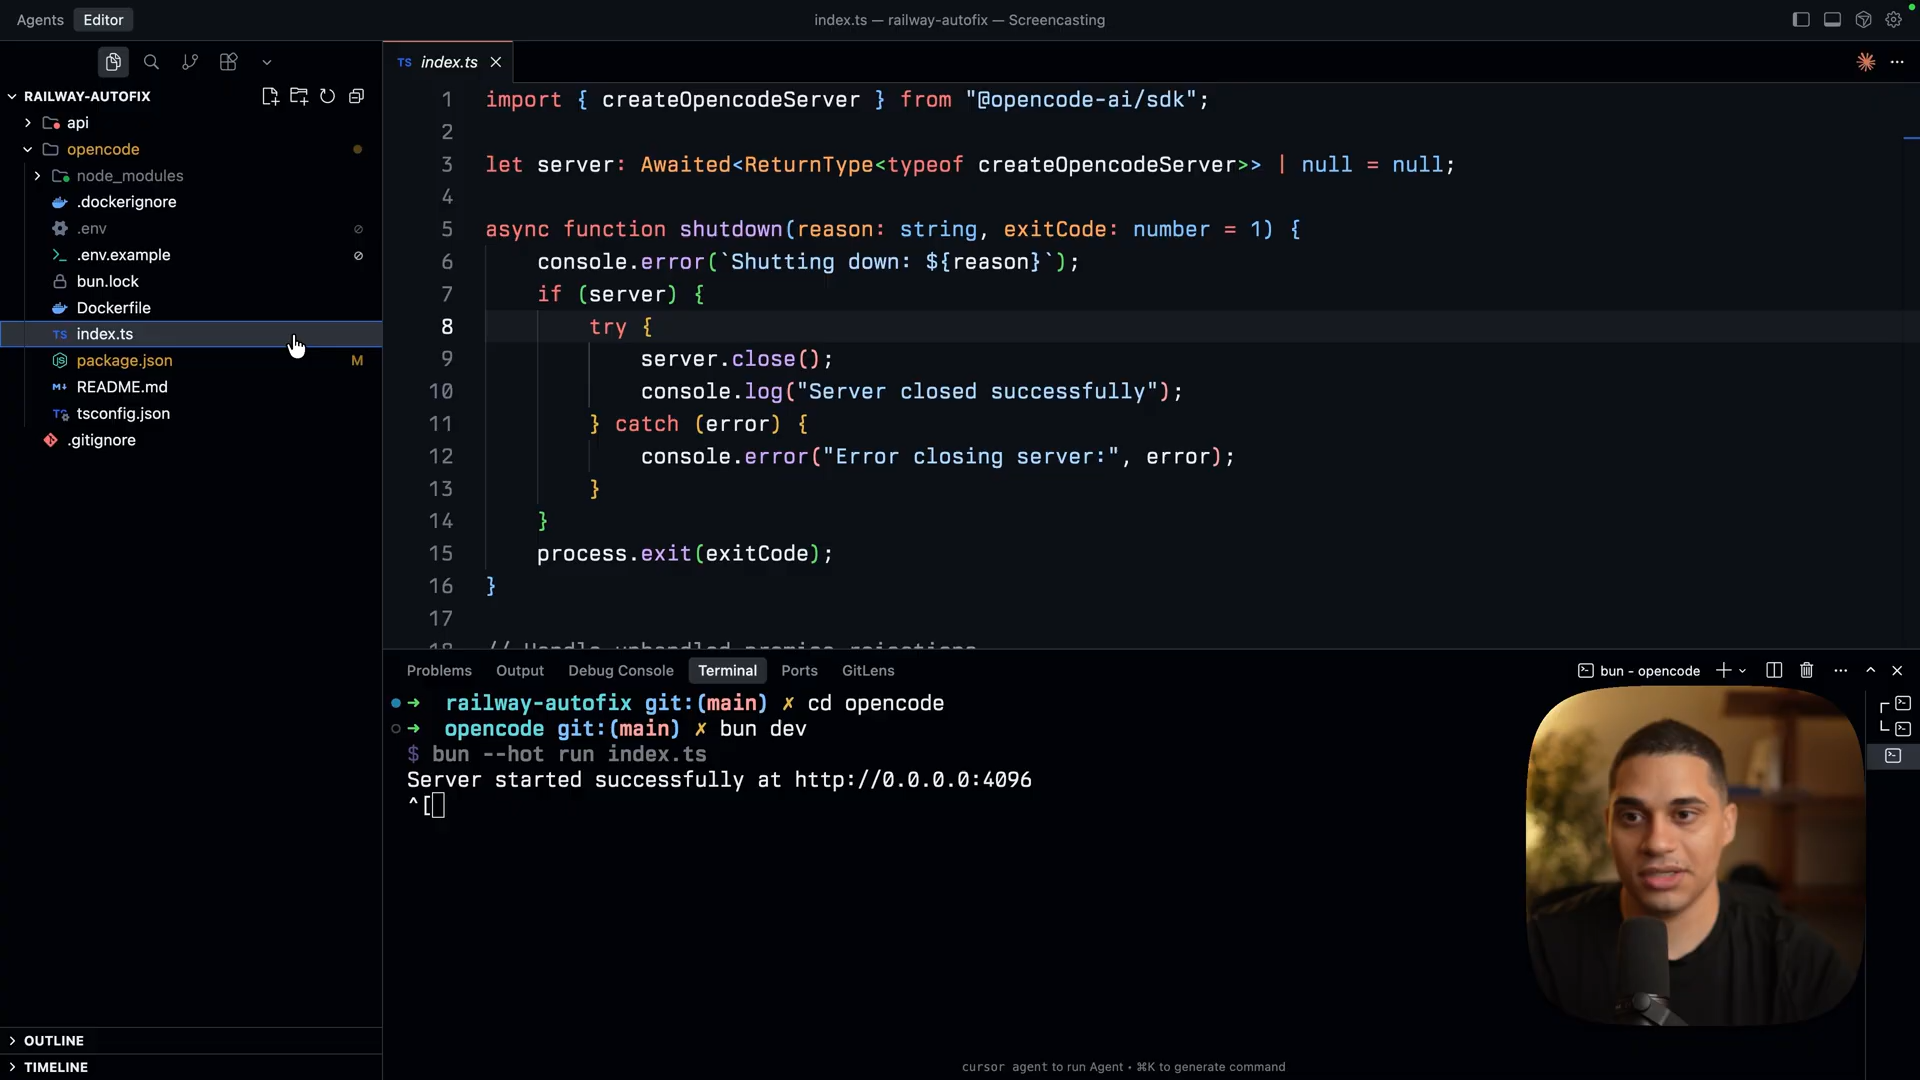 Agents Editor
index.ts — railway-autofix — Screencasting
RAILWAY-AUTOFIX
api
opencode
node_modules
.dockerignore
.env
.env.example
bun.lock
Dockerfile
TS index.ts
package.json M
README.md
tsconfig.json
.gitignore
OUTLINE
TIMELINE
TS index.ts
1 import { createOpencodeServer } from "@opencode-ai/sdk";
2
3 let server: Awaited<ReturnType<typeof createOpencodeServer>> | null = null;
4
5 async function shutdown(reason: string, exitCode: number = 1) {
6 console.error(`Shutting down: ${reason}`);
7 if (server) {
8 try {
9 server.close();
10 console.log("Server closed successfully");
11 } catch (error) {
12 console.error("Error closing server:", error);
13 }
14 }
15 process.exit(exitCode);
16 }
17
18 // Handle unhandled promise rejections
Problems Output Debug Console Terminal Ports GitLens
bun - opencode
➜ railway-autofix git:(main) ✗ cd opencode
➜ opencode git:(main) ✗ bun dev
$ bun --hot run index.ts
Server started successfully at http://0.0.0.0:4096
^[
cursor agent to run Agent • ⌘K to generate command